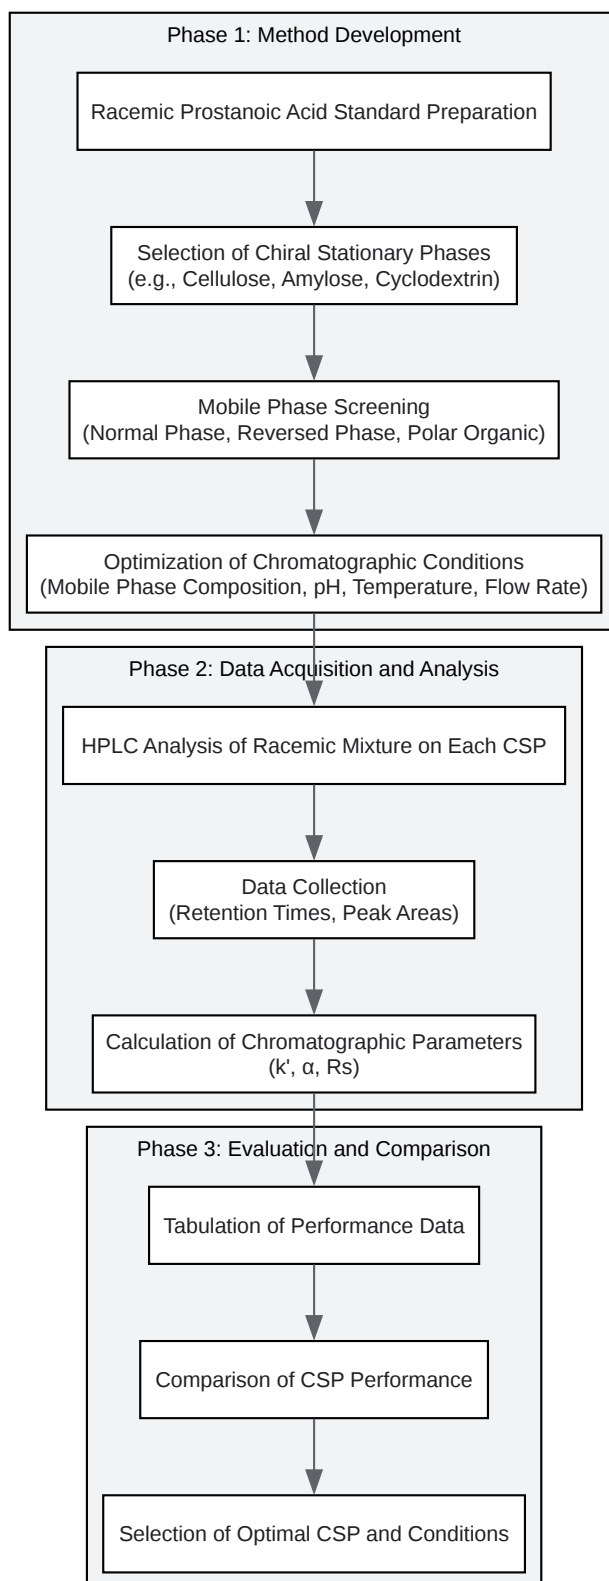 Phase 1: Method Development
Racemic Prostanoic Acid Standard Preparation
Selection of Chiral Stationary Phases
(e.g., Cellulose, Amylose, Cyclodextrin)
Mobile Phase Screening
(Normal Phase, Reversed Phase, Polar Organic)
Optimization of Chromatographic Conditions
(Mobile Phase Composition, pH, Temperature, Flow Rate)
Phase 2: Data Acquisition and Analysis
HPLC Analysis of Racemic Mixture on Each CSP
Data Collection
(Retention Times, Peak Areas)
Calculation of Chromatographic Parameters
(k', α, Rs)
Phase 3: Evaluation and Comparison
Tabulation of Performance Data
Comparison of CSP Performance
Selection of Optimal CSP and Conditions